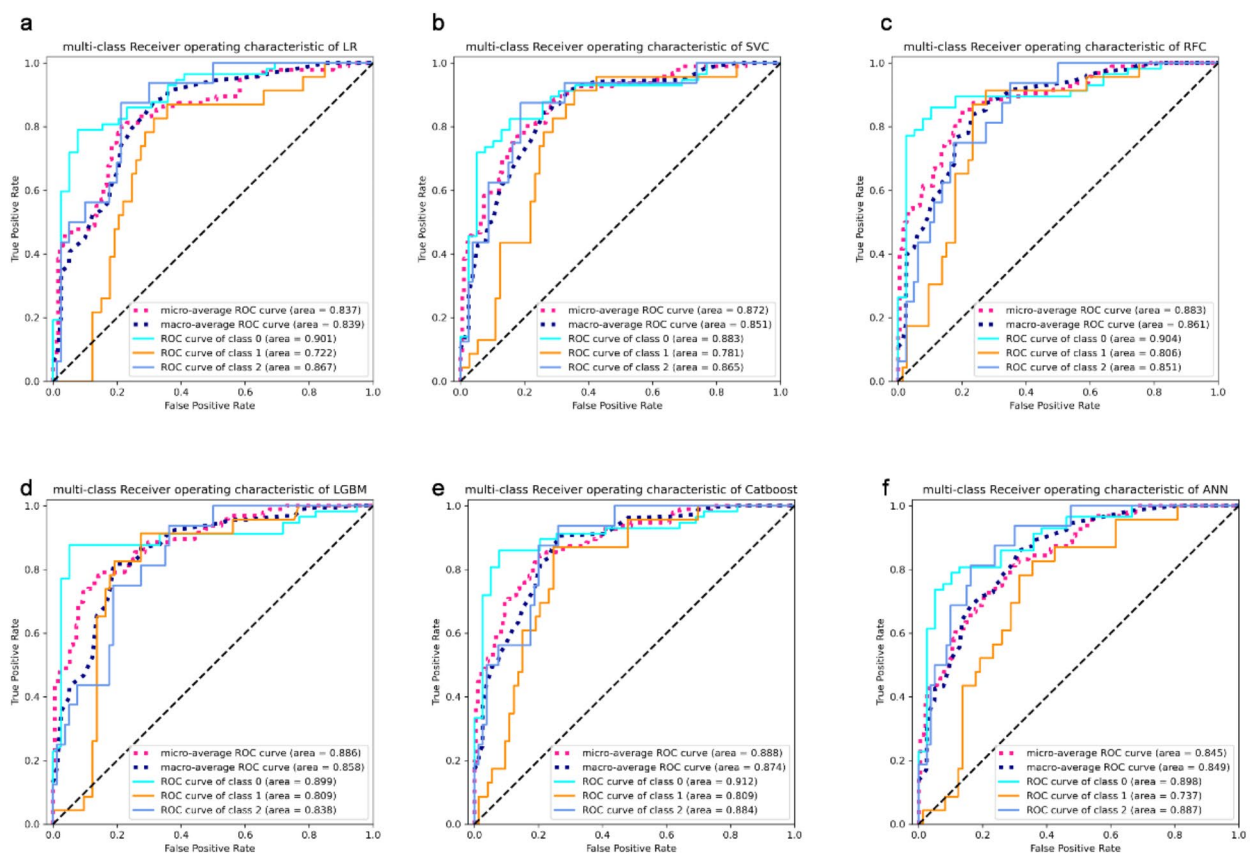 a
multi-class Receiver operating characteristic of LR
1.0
0.8
0.6
0.4
0.2
0.0
True Positive Rate
micro-average ROC curve (area = 0.837)
macro-average ROC curve (area = 0.839)
ROC curve of class 0 (area = 0.901)
ROC curve of class 1 (area = 0.722)
ROC curve of class 2 (area = 0.867)
0.0 0.2 0.4 0.6 0.8 1.0
False Positive Rate
b
multi-class Receiver operating characteristic of SVC
1.0
0.8
0.6
0.4
0.2
0.0
True Positive Rate
micro-average ROC curve (area = 0.872)
macro-average ROC curve (area = 0.851)
ROC curve of class 0 (area = 0.883)
ROC curve of class 1 (area = 0.781)
ROC curve of class 2 (area = 0.865)
0.0 0.2 0.4 0.6 0.8 1.0
False Positive Rate
c
multi-class Receiver operating characteristic of RFC
1.0
0.8
0.6
0.4
0.2
0.0
True Positive Rate
micro-average ROC curve (area = 0.883)
macro-average ROC curve (area = 0.861)
ROC curve of class 0 (area = 0.904)
ROC curve of class 1 (area = 0.806)
ROC curve of class 2 (area = 0.851)
0.0 0.2 0.4 0.6 0.8 1.0
False Positive Rate
d
multi-class Receiver operating characteristic of LGBM
1.0
0.8
0.6
0.4
0.2
0.0
True Positive Rate
micro-average ROC curve (area = 0.886)
macro-average ROC curve (area = 0.858)
ROC curve of class 0 (area = 0.899)
ROC curve of class 1 (area = 0.809)
ROC curve of class 2 (area = 0.838)
0.0 0.2 0.4 0.6 0.8 1.0
False Positive Rate
e
multi-class Receiver operating characteristic of Catboost
1.0
0.8
0.6
0.4
0.2
0.0
True Positive Rate
micro-average ROC curve (area = 0.888)
macro-average ROC curve (area = 0.874)
ROC curve of class 0 (area = 0.912)
ROC curve of class 1 (area = 0.809)
ROC curve of class 2 (area = 0.884)
0.0 0.2 0.4 0.6 0.8 1.0
False Positive Rate
f
multi-class Receiver operating characteristic of ANN
1.0
0.8
0.6
0.4
0.2
0.0
True Positive Rate
micro-average ROC curve (area = 0.845)
macro-average ROC curve (area = 0.849)
ROC curve of class 0 (area = 0.898)
ROC curve of class 1 (area = 0.737)
ROC curve of class 2 (area = 0.887)
0.0 0.2 0.4 0.6 0.8 1.0
False Positive Rate